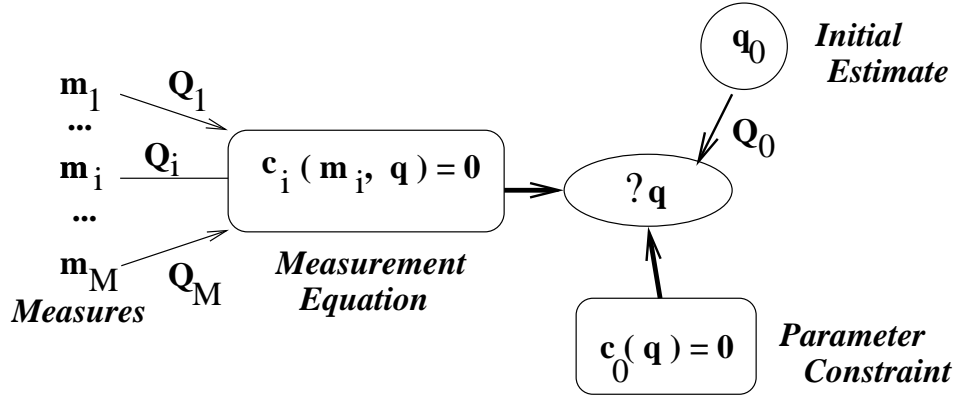 m1
Q1
...
mi
Qi
...
mM
QM
Measures
ci ( mi, q ) = 0
Measurement
Equation
q0
Initial
Estimate
Q0
? q
c0( q ) = 0
Parameter
Constraint